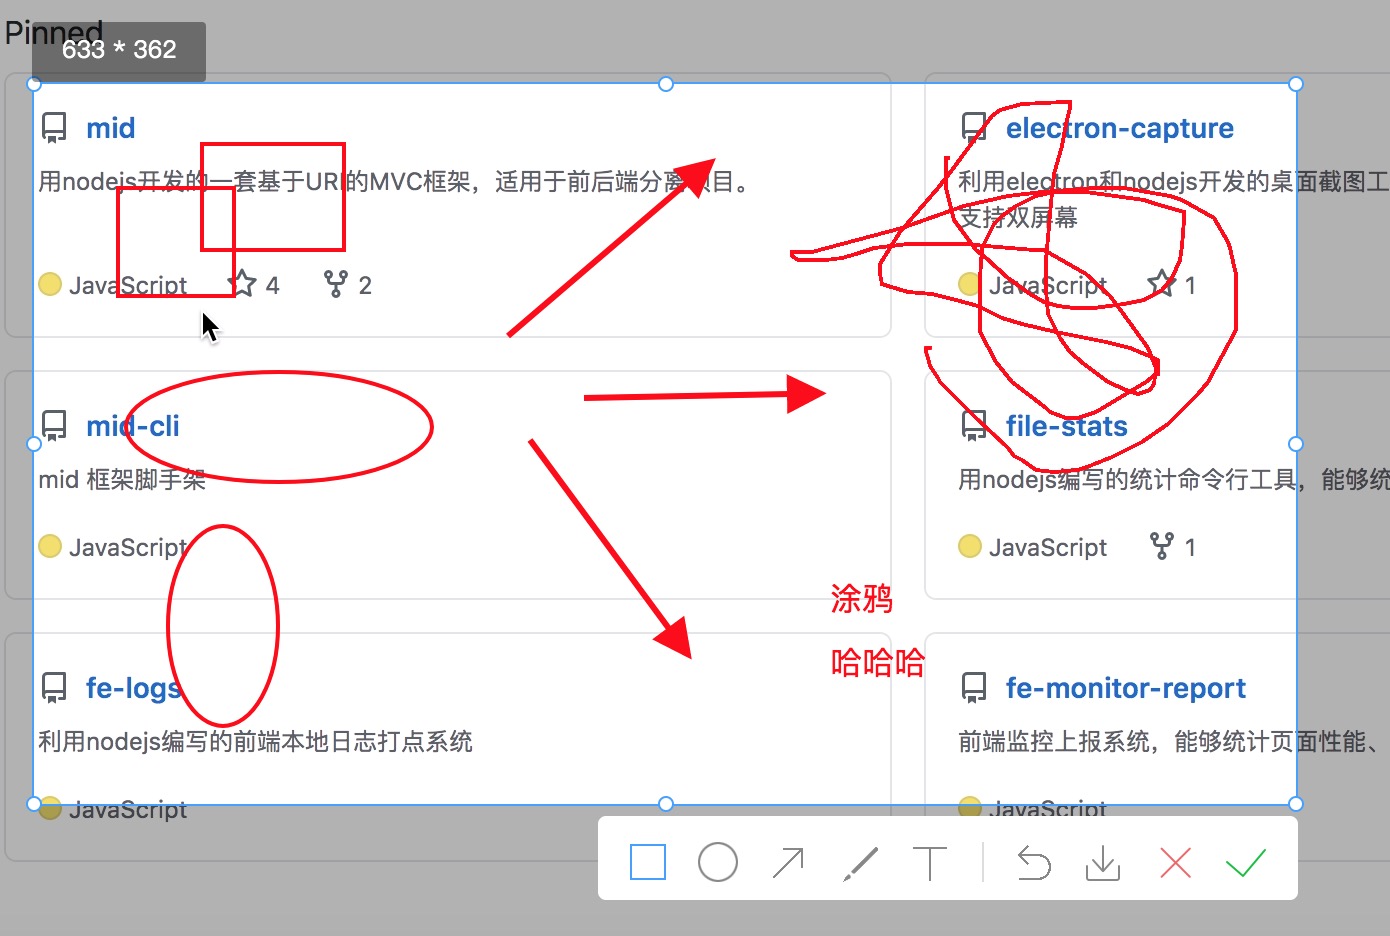 Pinned
633 * 362
mid
用nodejs开发的一套基于URI的MVC框架，适用于前后端分离项目。
JavaScript 4 2
electron-capture
利用electron和nodejs开发的桌面截图工
支持双屏幕
JavaScript 1
mid-cli
mid 框架脚手架
JavaScript
file-stats
用nodejs编写的统计命令行工具，能够统
JavaScript 1
涂鸦
哈哈哈
fe-logs
利用nodejs编写的前端本地日志打点系统
JavaScript
fe-monitor-report
前端监控上报系统，能够统计页面性能、
JavaScript